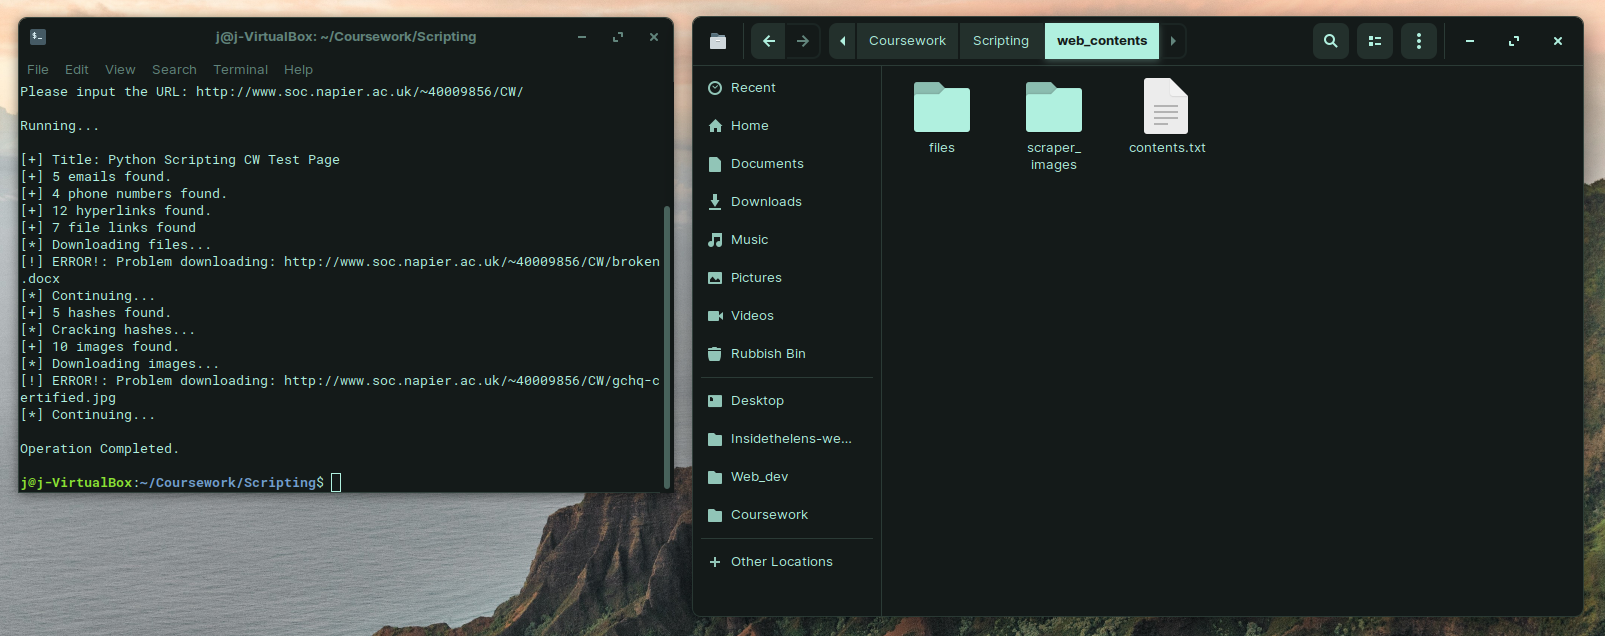 j@j-VirtualBox: ~/Coursework/Scripting
File Edit View Search Terminal Help
Please input the URL: http://www.soc.napier.ac.uk/~40009856/CW/
Running...
[+] Title: Python Scripting CW Test Page
[+] 5 emails found.
[+] 4 phone numbers found.
[+] 12 hyperlinks found.
[+] 7 file links found
[*] Downloading files...
[!] ERROR!: Problem downloading: http://www.soc.napier.ac.uk/~40009856/CW/broken
.docx
[*] Continuing...
[+] 5 hashes found.
[*] Cracking hashes...
[+] 10 images found.
[*] Downloading images...
[!] ERROR!: Problem downloading: http://www.soc.napier.ac.uk/~40009856/CW/gchq-c
ertified.jpg
[*] Continuing...
Operation Completed.
j@j-VirtualBox:~/Coursework/Scripting$
Coursework Scripting web_contents
Recent
Home
Documents
Downloads
Music
Pictures
Videos
Rubbish Bin
Desktop
Insidethelens-we...
Web_dev
Coursework
Other Locations
files
scraper_
images
contents.txt